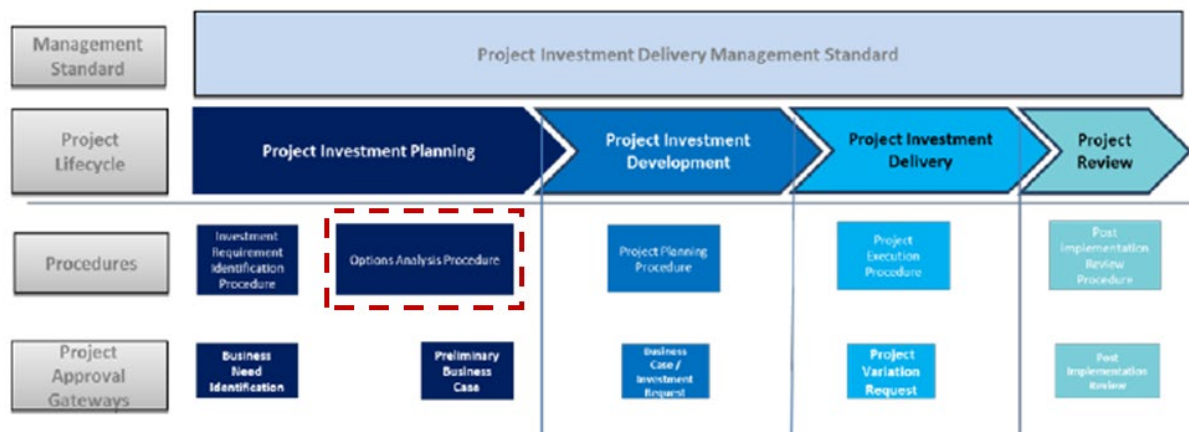 Management
Standard
Project Investment Delivery Management Standard
Project
Lifecycle
Project Investment Planning
Project Investment
Development
Project Investment
Delivery
Project
Review
Procedures
Investment
Requirement
Identification
Procedure
Options Analysis Procedure
Project Planning
Procedure
Project
Execution
Procedure
Post
Implementation
Review
Procedure
Project
Approval
Gateways
Business
Need
Identification
Preliminary
Business
Case
Business
Case /
Investment
Request
Project
Variation
Request
Post
Implementation
Review